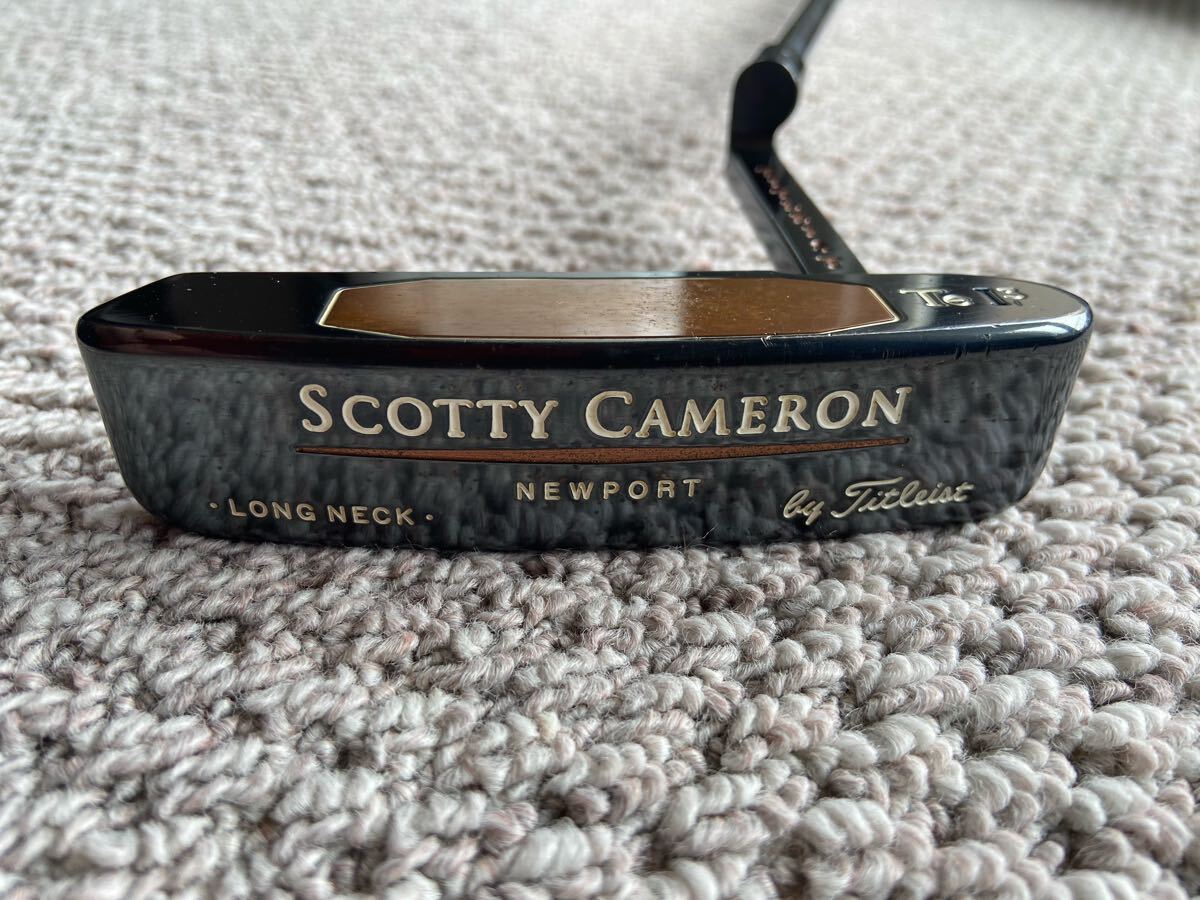 TeI3
SCOTTY CAMERON
NEWPORT
· LONG NECK ·
by Titleist